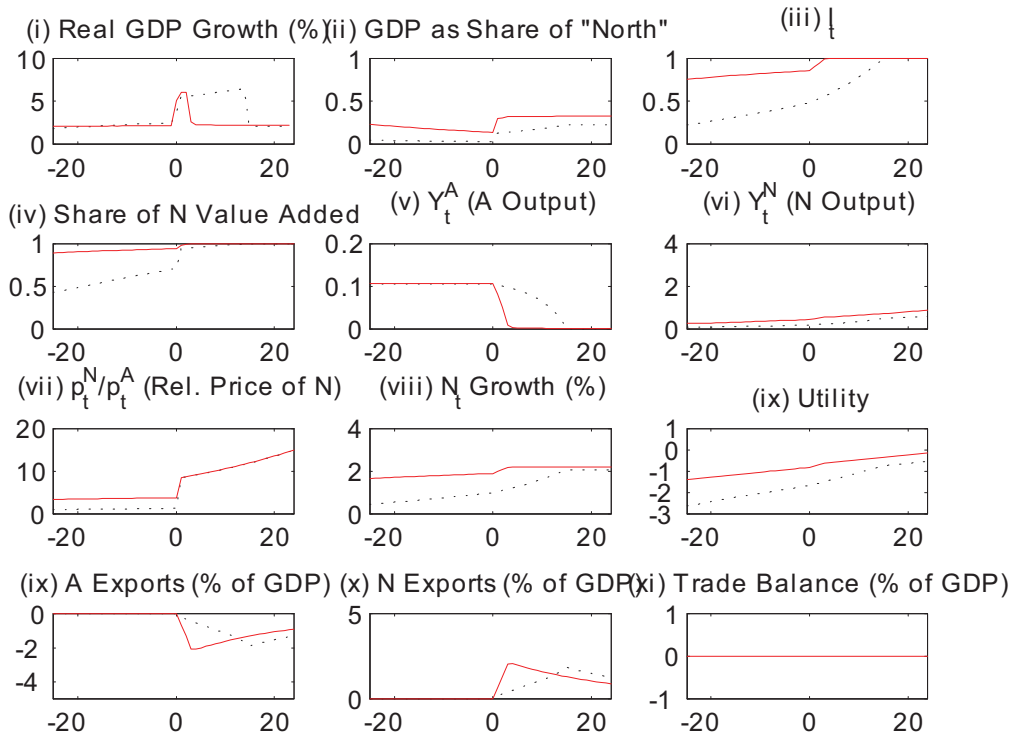 (i) Real GDP Growth (%)
(ii) GDP as Share of "North"
(iii) l_t
10
5
0
-20 0 20
1
0.5
0
-20 0 20
1
0.5
0
-20 0 20
(iv) Share of N Value Added
(v) Y_t^A (A Output)
(vi) Y_t^N (N Output)
1
0.5
0
-20 0 20
0.2
0.1
0
-20 0 20
4
2
0
-20 0 20
(vii) p_t^N/p_t^A (Rel. Price of N)
(viii) N_t Growth (%)
(ix) Utility
20
10
0
-20 0 20
4
2
0
-20 0 20
1
0
-1
-2
-3
-20 0 20
(ix) A Exports (% of GDP)
(x) N Exports (% of GDP)
(xi) Trade Balance (% of GDP)
0
-2
-4
-20 0 20
5
0
-20 0 20
1
0
-1
-20 0 20